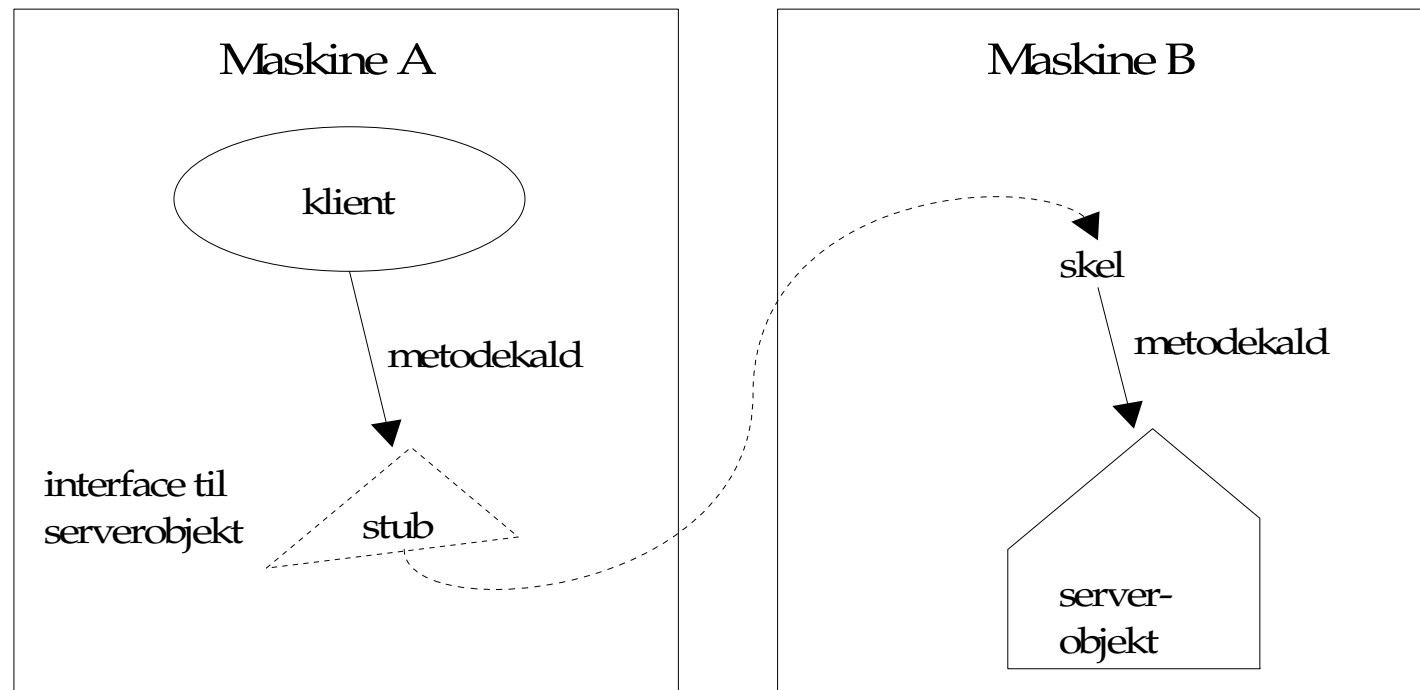 Maskine A
klient
metodekald
interface til
serverobjekt
stub
Maskine B
skel
metodekald
server-
objekt